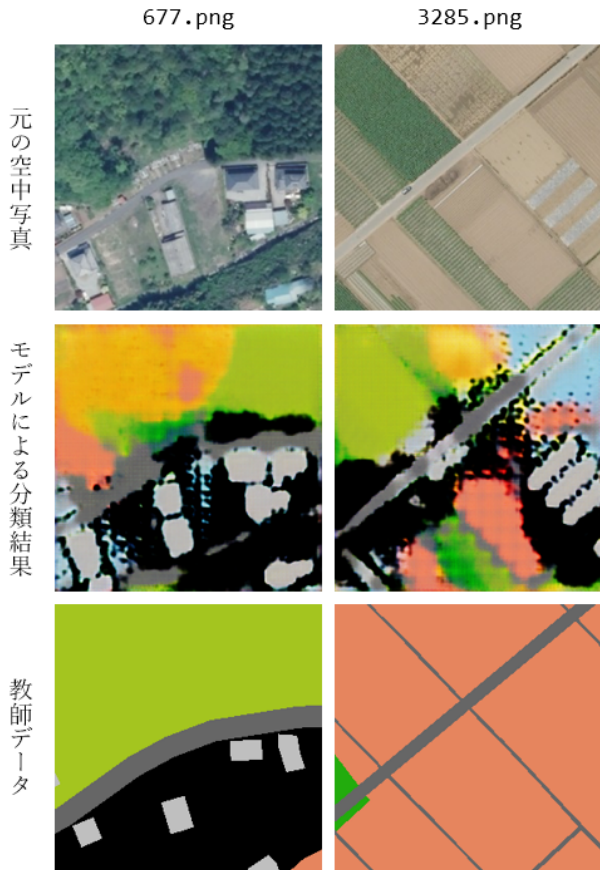 677.png
3285.png
元の空中写真
モデルによる分類結果
教師データ